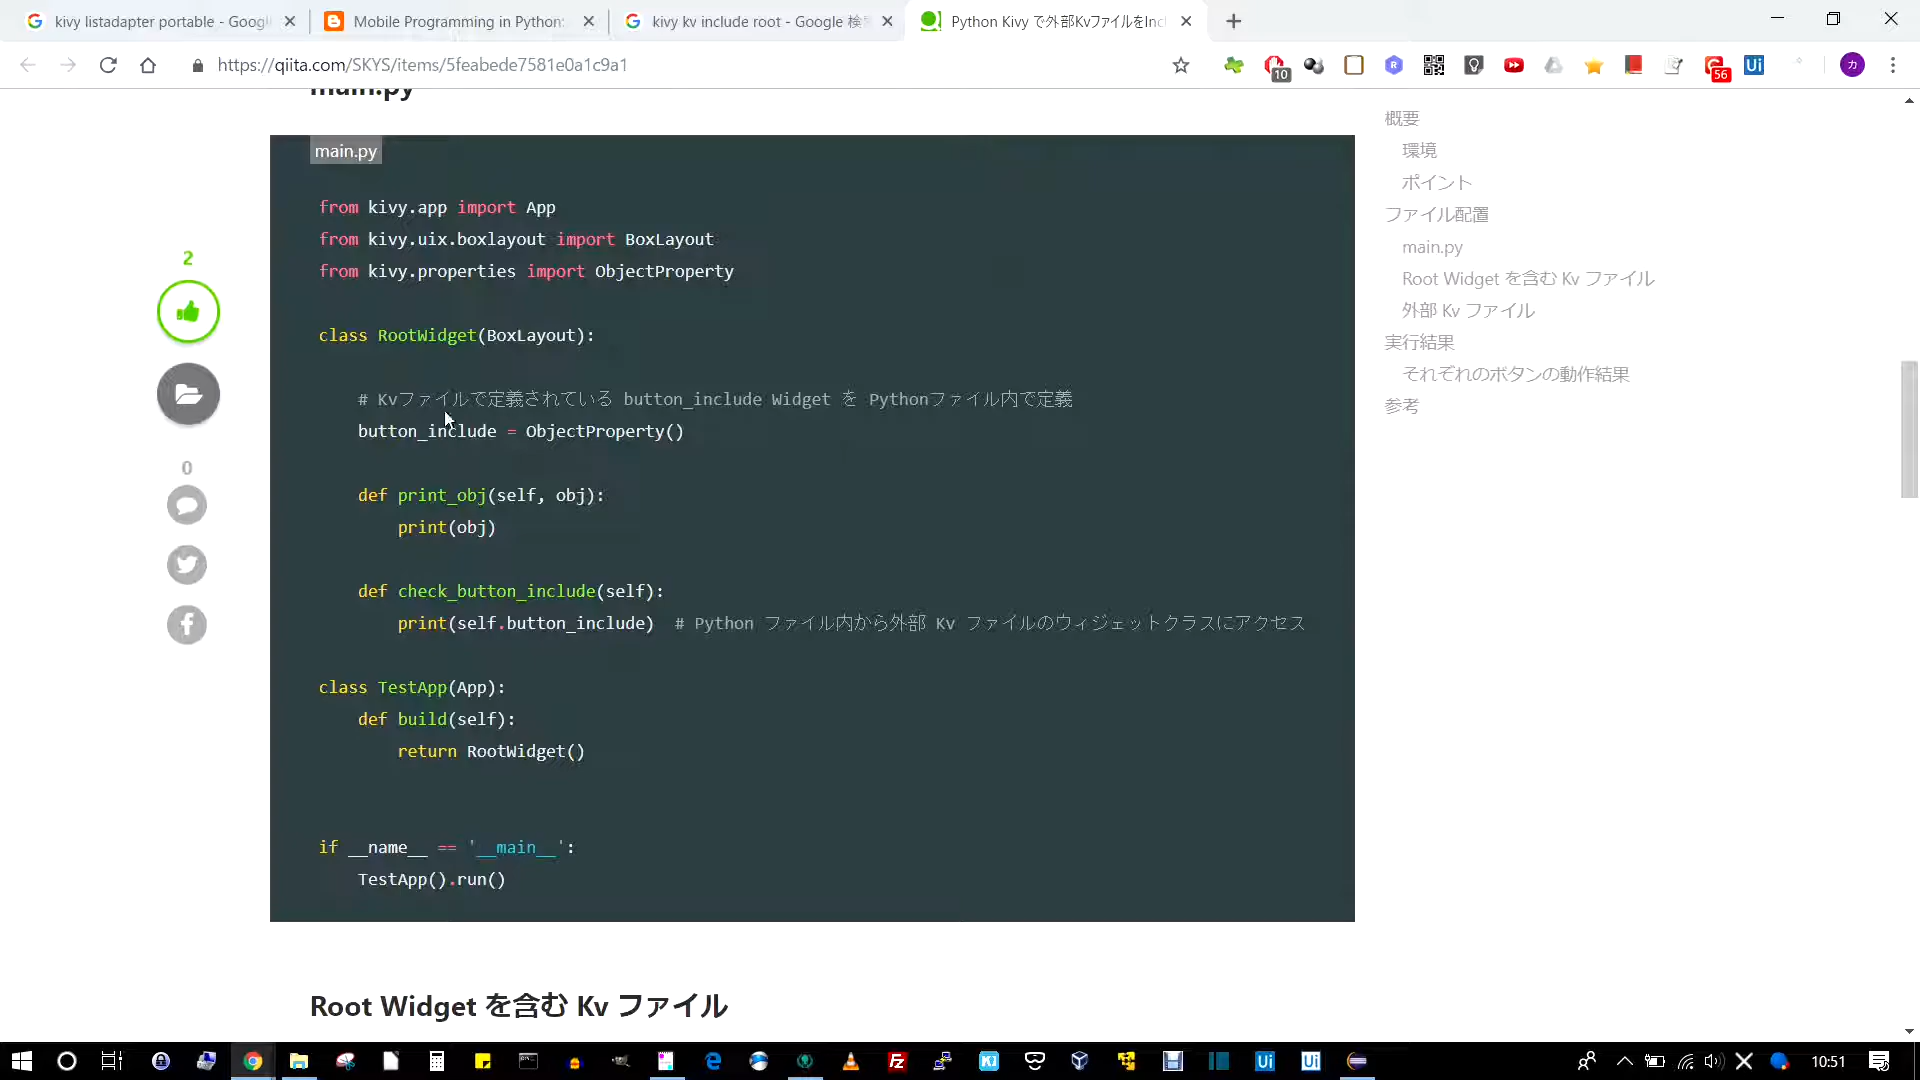 kivy listadapter portable - Goog
Mobile Programming in Python:
kivy kv include root - Google 検
Python Kivy で外部KvファイルをIncl
https://qiita.com/SKYS/items/5feabede7581e0a1c9a1
10
56
Ui
カ
main.py
main.py
from kivy.app import App
from kivy.uix.boxlayout import BoxLayout
from kivy.properties import ObjectProperty
class RootWidget(BoxLayout):
# Kvファイルで定義されている button_include Widget を Pythonファイル内で定義
button_include = ObjectProperty()
def print_obj(self, obj):
print(obj)
def check_button_include(self):
print(self.button_include)  # Python ファイル内から外部 Kv ファイルのウィジェットクラスにアクセス
class TestApp(App):
def build(self):
return RootWidget()
if __name__ == '__main__':
TestApp().run()
Root Widget を含む Kv ファイル
2
0
概要
環境
ポイント
ファイル配置
main.py
Root Widget を含む Kv ファイル
外部 Kv ファイル
実行結果
それぞれのボタンの動作結果
参考
Ui
Ui
10:51